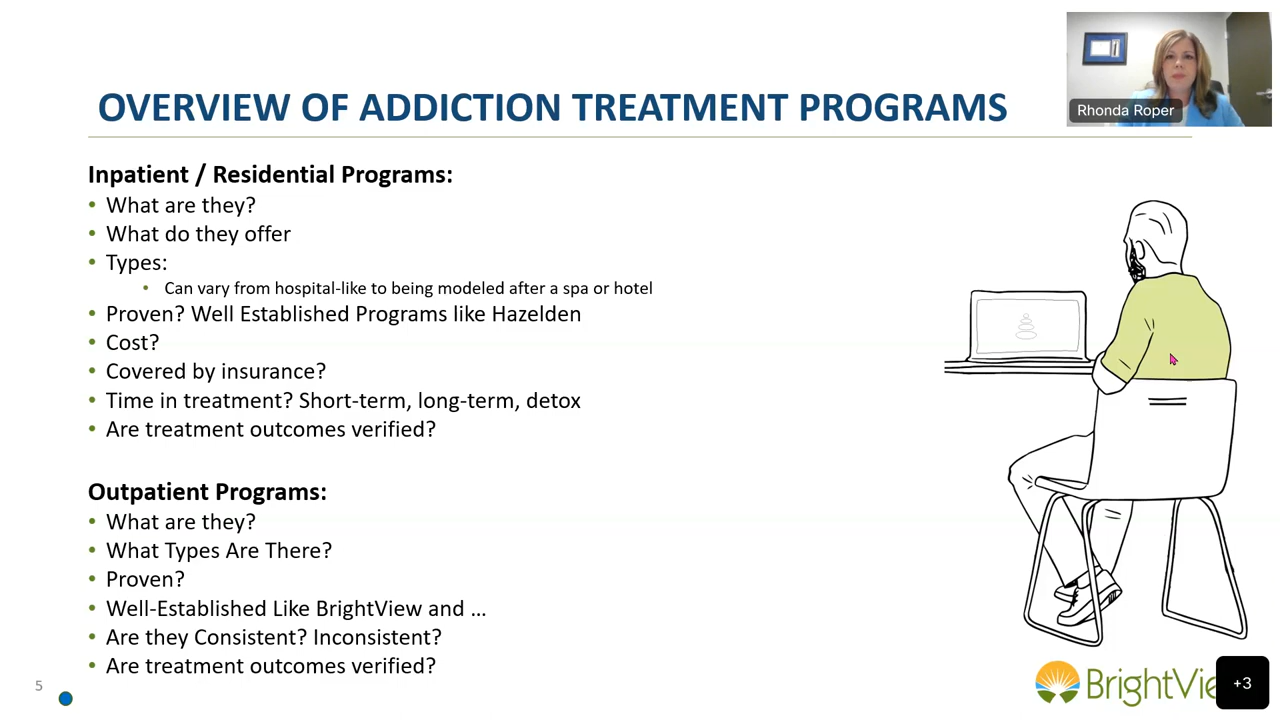 Rhonda Roper
OVERVIEW OF ADDICTION TREATMENT PROGRAMS
Inpatient / Residential Programs:
• What are they?
• What do they offer
• Types:
• Can vary from hospital-like to being modeled after a spa or hotel
• Proven? Well Established Programs like Hazelden
• Cost?
• Covered by insurance?
• Time in treatment? Short-term, long-term, detox
• Are treatment outcomes verified?
Outpatient Programs:
• What are they?
• What Types Are There?
• Proven?
• Well-Established Like BrightView and ...
• Are they Consistent? Inconsistent?
• Are treatment outcomes verified?
5
BrightVie
+3